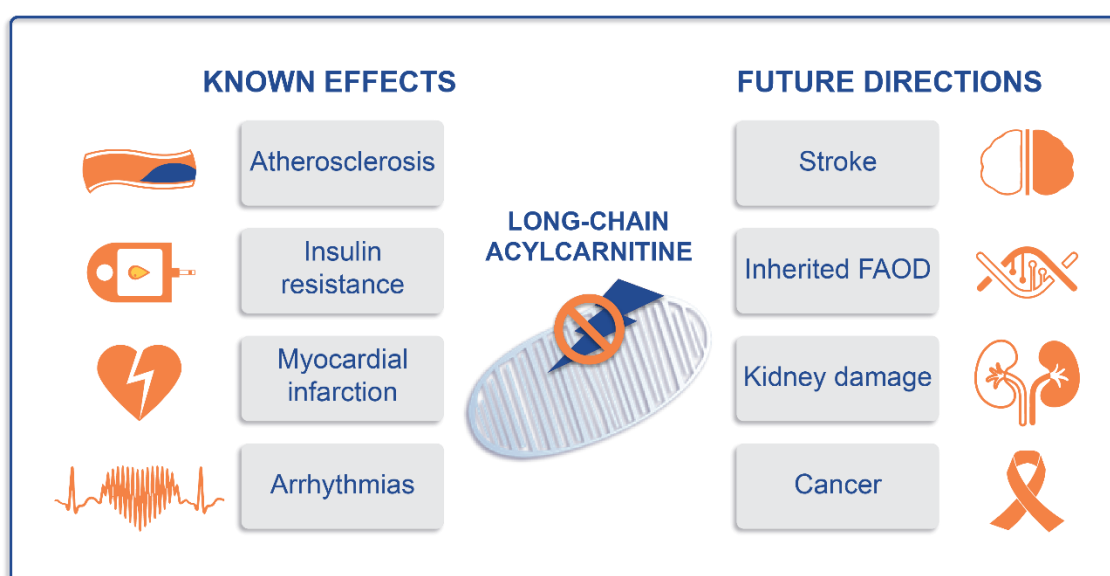 KNOWN EFFECTS
Atherosclerosis
Insulin
resistance
Myocardial
infarction
Arrhythmias
LONG-CHAIN
ACYLCARNITINE
FUTURE DIRECTIONS
Stroke
Inherited FAOD
Kidney damage
Cancer